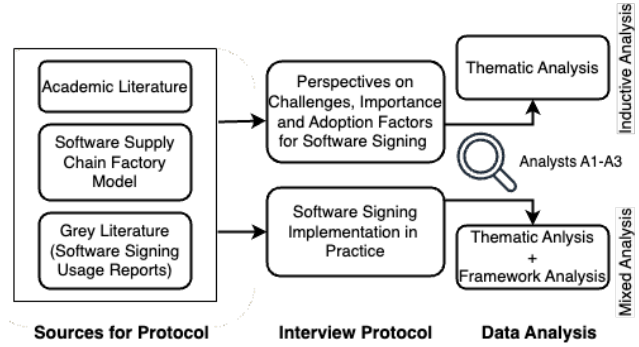 Academic Literature
Software Supply
Chain Factory
Model
Grey Literature
(Software Signing
Usage Reports)
Sources for Protocol
Perspectives on
Challenges, Importance
and Adoption Factors
for Software Signing
Software Signing
Implementation in
Practice
Interview Protocol
Thematic Analysis
Inductive Analysis
Analysts A1-A3
Thematic Anlysis
+
Framework Analysis
Mixed Analysis
Data Analysis